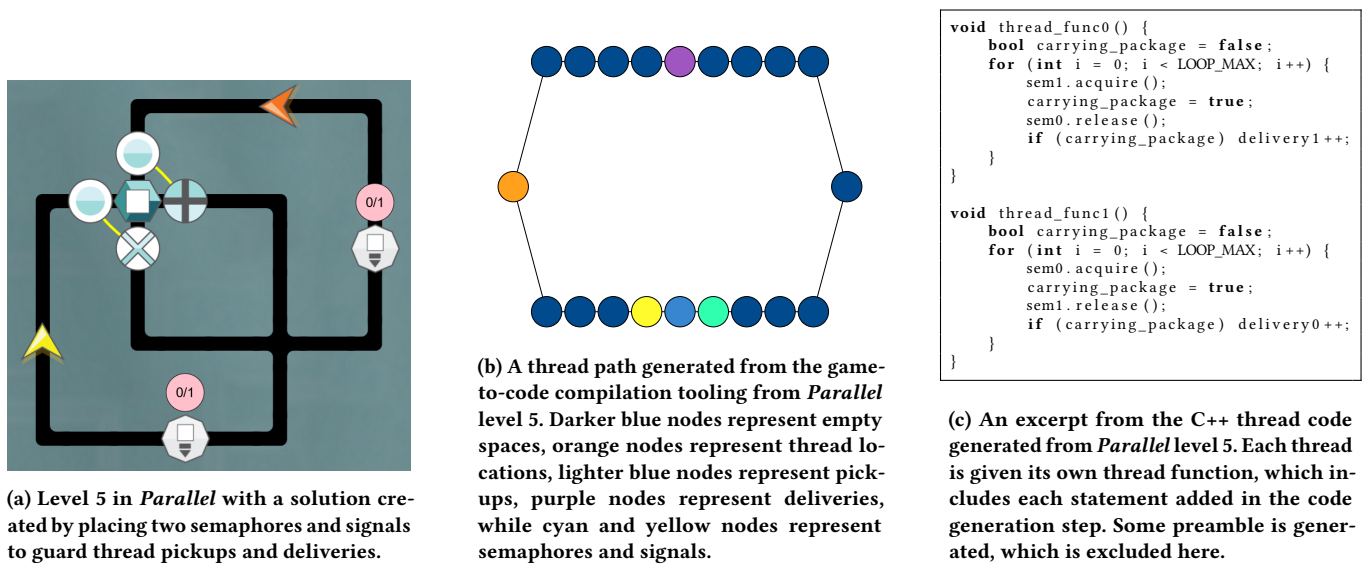 0/1
0/1
(a) Level 5 in Parallel with a solution cre-
ated by placing two semaphores and signals
to guard thread pickups and deliveries.
(b) A thread path generated from the game-
to-code compilation tooling from Parallel
level 5. Darker blue nodes represent empty
spaces, orange nodes represent thread lo-
cations, lighter blue nodes represent pick-
ups, purple nodes represent deliveries,
while cyan and yellow nodes represent
semaphores and signals.
void thread_func0() {
bool carrying_package = false;
for (int i = 0; i < LOOP_MAX; i++) {
sem1.acquire();
carrying_package = true;
sem0.release();
if (carrying_package) delivery1++;
}
}
void thread_func1() {
bool carrying_package = false;
for (int i = 0; i < LOOP_MAX; i++) {
sem0.acquire();
carrying_package = true;
sem1.release();
if (carrying_package) delivery0++;
}
}
(c) An excerpt from the C++ thread code
generated from Parallel level 5. Each thread
is given its own thread function, which in-
cludes each statement added in the code
generation step. Some preamble is gener-
ated, which is excluded here.